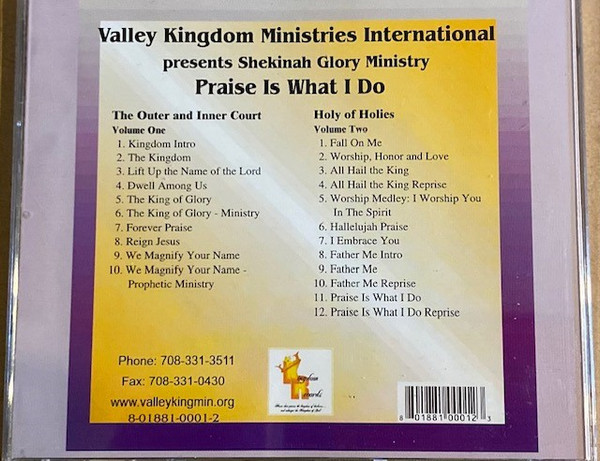 Valley Kingdom Ministries International
presents Shekinah Glory Ministry
Praise Is What I Do
The Outer and Inner Court
Volume One
1. Kingdom Intro
2. The Kingdom
3. Lift Up the Name of the Lord
4. Dwell Among Us
5. The King of Glory
6. The King of Glory - Ministry
7. Forever Praise
8. Reign Jesus
9. We Magnify Your Name
10. We Magnify Your Name -
Prophetic Ministry
Holy of Holies
Volume Two
1. Fall On Me
2. Worship, Honor and Love
3. All Hail the King
4. All Hail the King Reprise
5. Worship Medley: I Worship You
In The Spirit
6. Hallelujah Praise
7. I Embrace You
8. Father Me Intro
9. Father Me
10. Father Me Reprise
11. Praise Is What I Do
12. Praise Is What I Do Reprise
Phone: 708-331-3511
Fax: 708-331-0430
www.valleykingmin.org
8-01881-0001-2
8 01881 00012 3